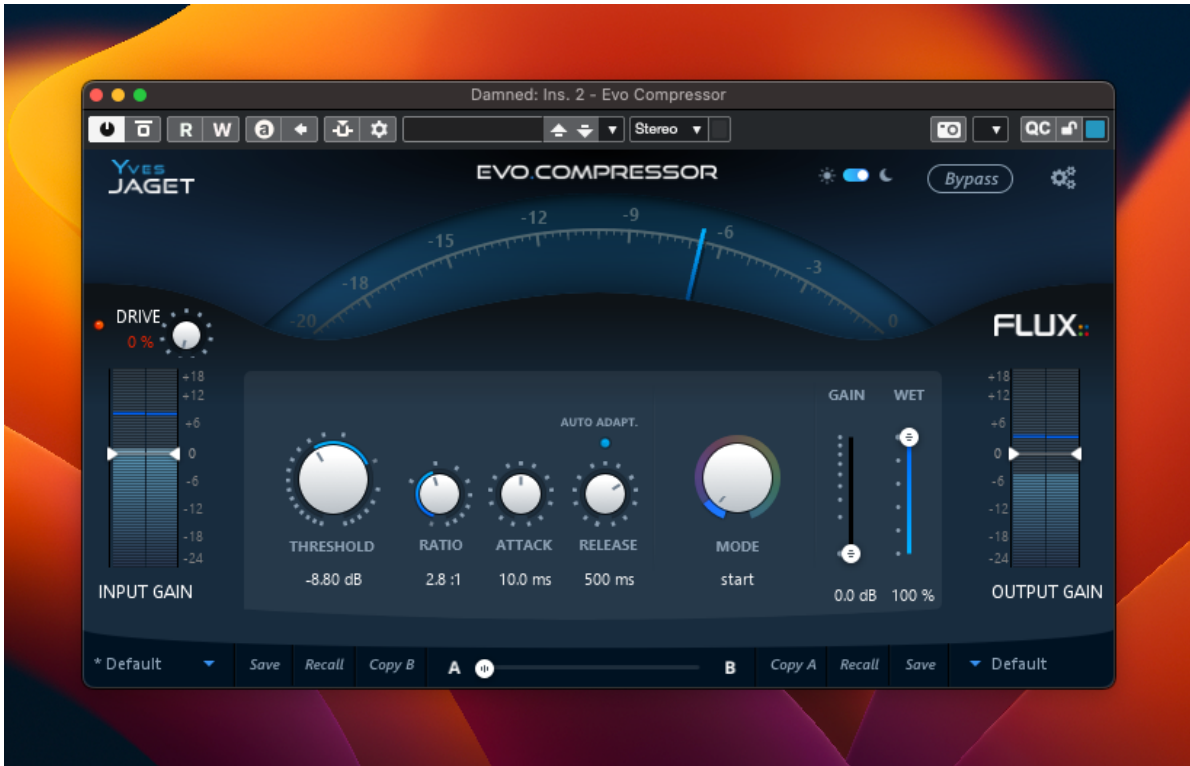 Damned: Ins. 2 - Evo Compressor
R W a Stereo QC
YVES
JAGET
EVO.COMPRESSOR
Bypass
-20 -18 -15 -12 -9 -6 -3 0
DRIVE
0 %
FLUX::
+18
+12
+6
0
-6
-12
-18
-24
INPUT GAIN
AUTO ADAPT.
THRESHOLD RATIO ATTACK RELEASE MODE
-8.80 dB 2.8 :1 10.0 ms 500 ms start
GAIN WET
0.0 dB 100 %
+18
+12
+6
0
-6
-12
-18
-24
OUTPUT GAIN
* Default Save Recall Copy B A B Copy A Recall Save Default